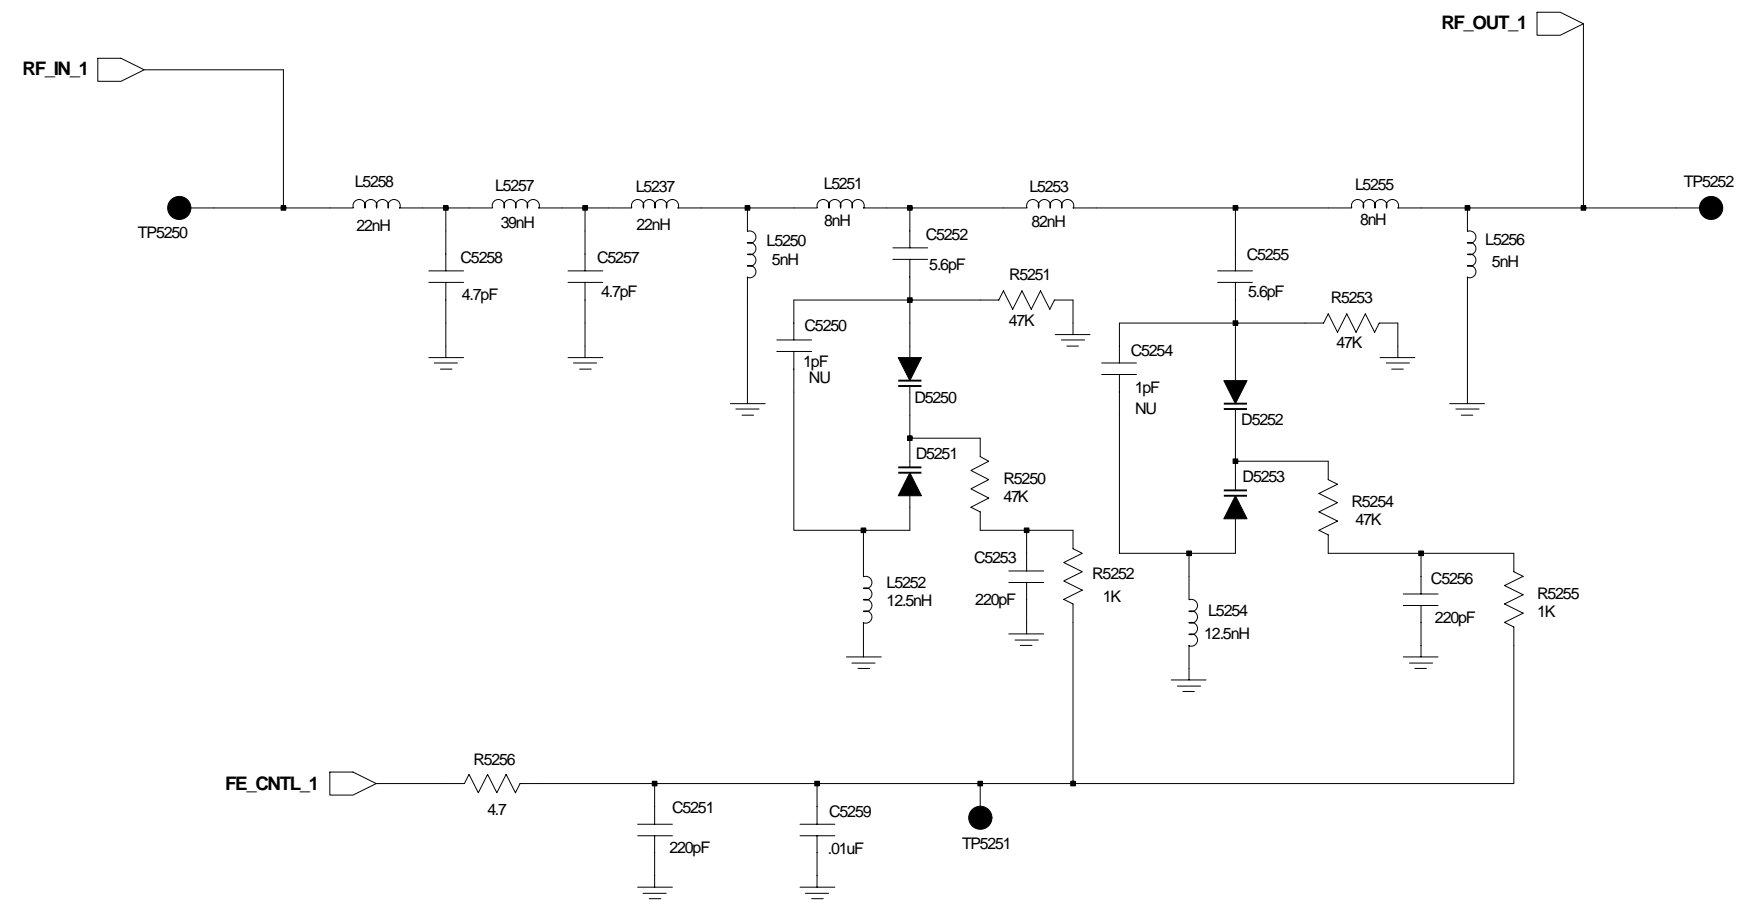 RF_OUT_1
RF_IN_1
L5258
22nH
L5257
39nH
L5237
22nH
L5251
8nH
L5253
82nH
L5255
8nH
TP5252
TP5250
C5258
4.7pF
C5257
4.7pF
L5250
5nH
C5252
5.6pF
C5255
5.6pF
L5256
5nH
R5251
47K
R5253
47K
C5250
1pF
NU
D5250
C5254
1pF
NU
D5252
D5251
R5250
47K
D5253
R5254
47K
L5252
12.5nH
C5253
220pF
R5252
1K
L5254
12.5nH
C5256
220pF
R5255
1K
FE_CNTL_1
R5256
4.7
C5251
220pF
C5259
.01uF
TP5251